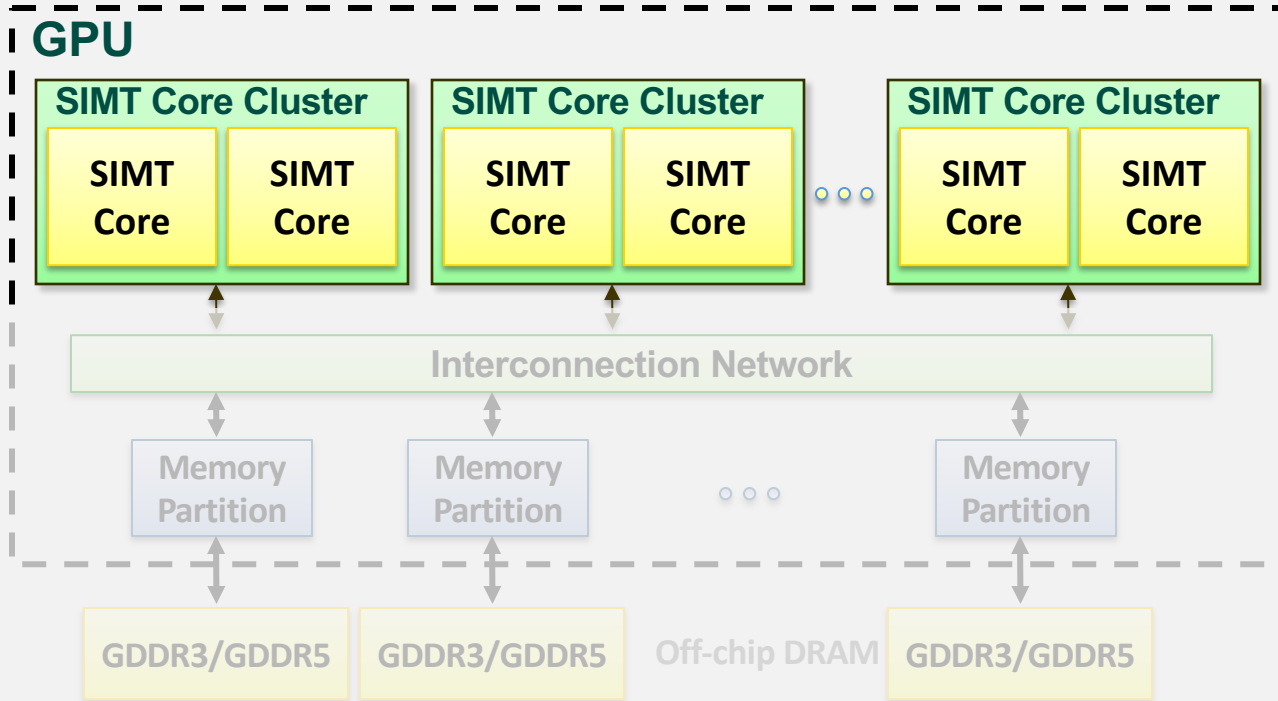 GPU
SIMT Core Cluster
SIMT
Core
SIMT
Core
SIMT Core Cluster
SIMT
Core
SIMT
Core
SIMT Core Cluster
SIMT
Core
SIMT
Core
Interconnection Network
Memory
Partition
Memory
Partition
Memory
Partition
GDDR3/GDDR5
GDDR3/GDDR5
Off-chip DRAM
GDDR3/GDDR5